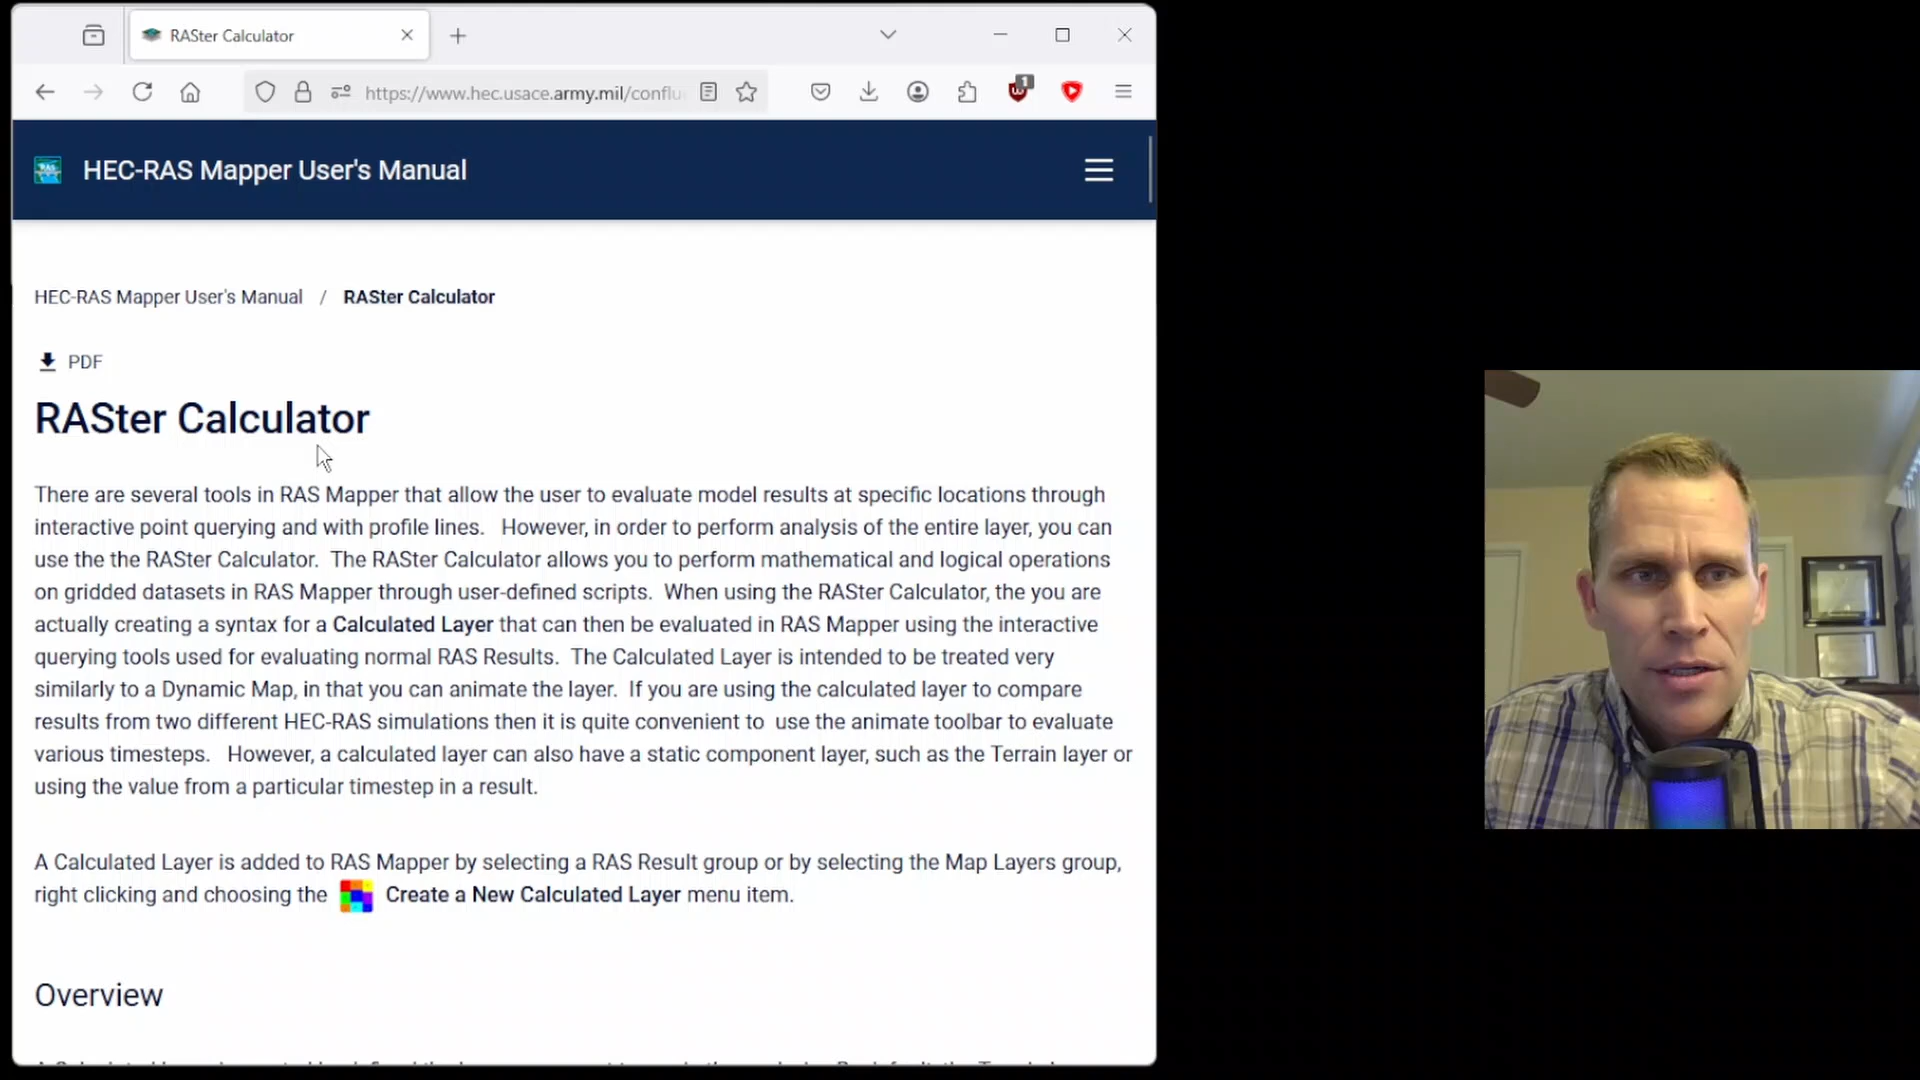 RASter Calculator
https://www.hec.usace.army.mil/conflu
1
HEC-RAS Mapper User's Manual
HEC-RAS Mapper User's Manual / RASter Calculator
PDF
RASter Calculator
There are several tools in RAS Mapper that allow the user to evaluate model results at specific locations through
interactive point querying and with profile lines. However, in order to perform analysis of the entire layer, you can
use the the RASter Calculator. The RASter Calculator allows you to perform mathematical and logical operations
on gridded datasets in RAS Mapper through user-defined scripts. When using the RASter Calculator, the you are
actually creating a syntax for a Calculated Layer that can then be evaluated in RAS Mapper using the interactive
querying tools used for evaluating normal RAS Results. The Calculated Layer is intended to be treated very
similarly to a Dynamic Map, in that you can animate the layer. If you are using the calculated layer to compare
results from two different HEC-RAS simulations then it is quite convenient to use the animate toolbar to evaluate
various timesteps. However, a calculated layer can also have a static component layer, such as the Terrain layer or
using the value from a particular timestep in a result.
A Calculated Layer is added to RAS Mapper by selecting a RAS Result group or by selecting the Map Layers group,
right clicking and choosing the Create a New Calculated Layer menu item.
Overview